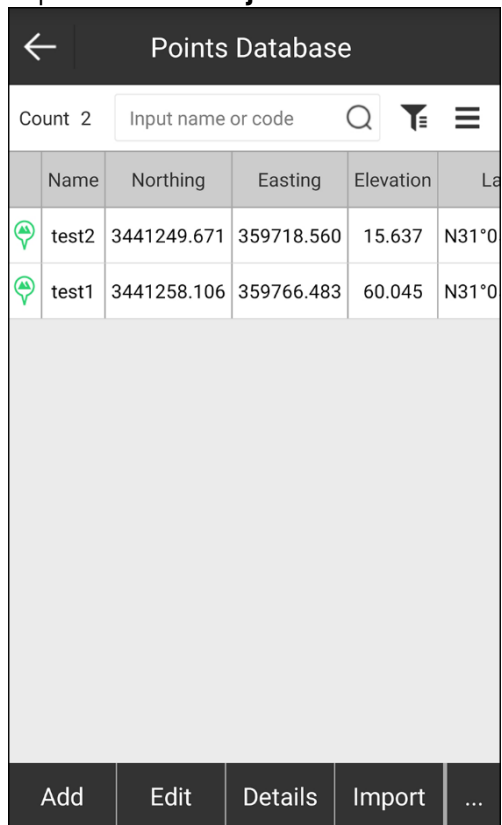 Points Database
Count 2 Input name or code
Name Northing Easting Elevation La
test2 3441249.671 359718.560 15.637 N31°0
test1 3441258.106 359766.483 60.045 N31°0
Add Edit Details Import ...